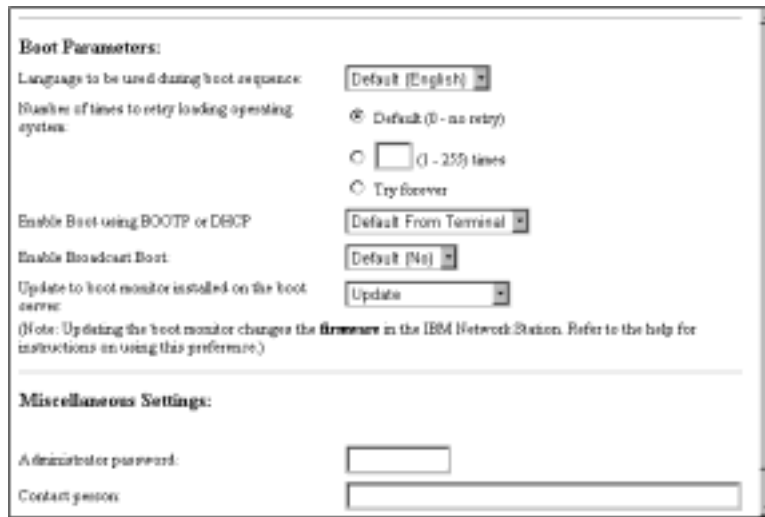 Boot Parameters:
Language to be used during boot sequence: Default (English)
Number of times to retry loading operating
system: Default (0 - no retry)
(1 - 255) times
Try forever
Enable Boot using BOOTP or DHCP Default From Terminal
Enable Broadcast Boot: Default (No)
Update to boot monitor installed on the boot
server: Update
(Note: Updating the boot monitor changes the firmware in the IBM Network Station. Refer to the help for
instructions on using this preference.)
Miscellaneous Settings:
Administrator password:
Contact person: